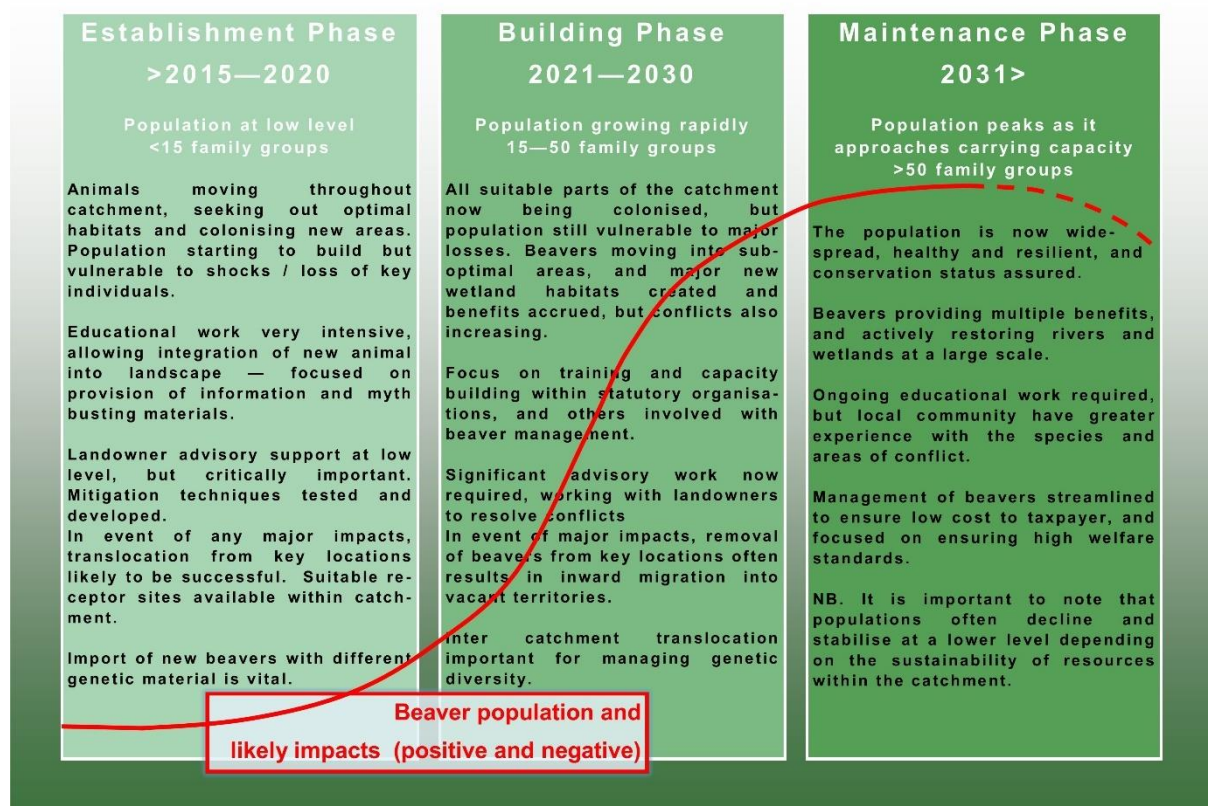 Establishment Phase
>2015—2020
Population at low level
<15 family groups
Animals moving throughout
catchment, seeking out optimal
habitats and colonising new areas.
Population starting to build but
vulnerable to shocks / loss of key
individuals.
Educational work very intensive,
allowing integration of new animal
into landscape — focused on
provision of information and myth
busting materials.
Landowner advisory support at low
level, but critically important.
Mitigation techniques tested and
developed.
In event of any major impacts,
translocation from key locations
likely to be successful. Suitable re-
ceptor sites available within catch-
ment.
Import of new beavers with different
genetic material is vital.
Building Phase
2021—2030
Population growing rapidly
15—50 family groups
All suitable parts of the catchment
now being colonised, but
population still vulnerable to major
losses. Beavers moving into sub-
optimal areas, and major new
wetland habitats created and
benefits accrued, but conflicts also
increasing.
Focus on training and capacity
building within statutory organisa-
tions, and others involved with
beaver management.
Significant advisory work now
required, working with landowners
to resolve conflicts
In event of major impacts, removal
of beavers from key locations often
results in inward migration into
vacant territories.
Inter catchment translocation
important for managing genetic
diversity.
Maintenance Phase
2031>
Population peaks as it
approaches carrying capacity
>50 family groups
The population is now wide-
spread, healthy and resilient, and
conservation status assured.
Beavers providing multiple benefits,
and actively restoring rivers and
wetlands at a large scale.
Ongoing educational work required,
but local community have greater
experience with the species and
areas of conflict.
Management of beavers streamlined
to ensure low cost to taxpayer, and
focused on ensuring high welfare
standards.
NB. It is important to note that
populations often decline and
stabilise at a lower level depending
on the sustainability of resources
within the catchment.
Beaver population and
likely impacts (positive and negative)